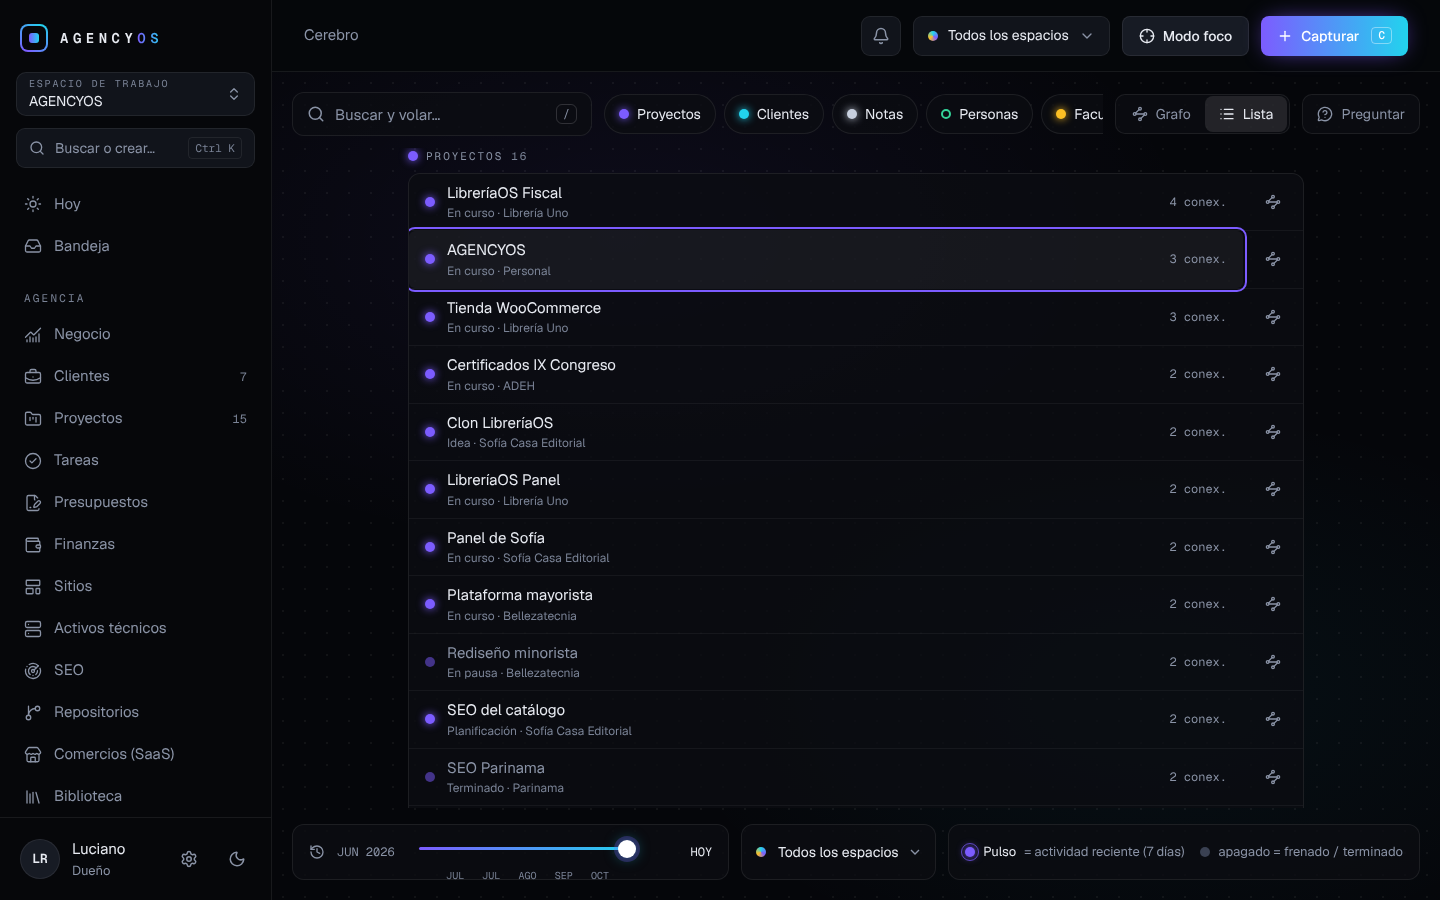 AGENCYOS
ESPACIO DE TRABAJO
AGENCYOS
Buscar o crear... Ctrl K
Hoy
Bandeja
AGENCIA
Negocio
Clientes 7
Proyectos 15
Tareas
Presupuestos
Finanzas
Sitios
Activos técnicos
SEO
Repositorios
Comercios (SaaS)
Biblioteca
LR
Luciano
Dueño
Cerebro
Todos los espacios
Modo foco
Capturar C
Buscar y volar... /
Proyectos
Clientes
Notas
Personas
Facu
Grafo
Lista
Preguntar
PROYECTOS 16
LibreríaOS Fiscal
En curso · Librería Uno
4 conex.
AGENCYOS
En curso · Personal
3 conex.
Tienda WooCommerce
En curso · Librería Uno
3 conex.
Certificados IX Congreso
En curso · ADEH
2 conex.
Clon LibreríaOS
Idea · Sofía Casa Editorial
2 conex.
LibreríaOS Panel
En curso · Librería Uno
2 conex.
Panel de Sofía
En curso · Sofía Casa Editorial
2 conex.
Plataforma mayorista
En curso · Bellezatecnia
2 conex.
Rediseño minorista
En pausa · Bellezatecnia
2 conex.
SEO del catálogo
Planificación · Sofía Casa Editorial
2 conex.
SEO Parinama
Terminado · Parinama
2 conex.
JUN 2026
HOY
JUL JUL AGO SEP OCT
Todos los espacios
Pulso = actividad reciente (7 días)
apagado = frenado / terminado